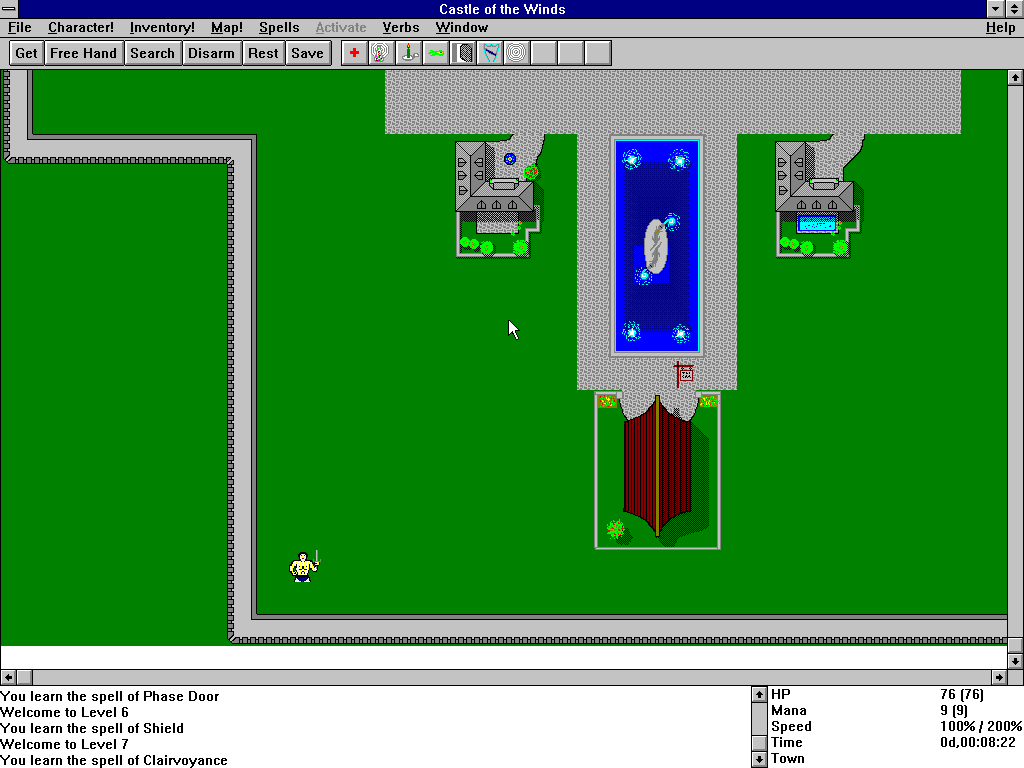 Castle of the Winds
File Character! Inventory! Map! Spells Activate Verbs Window Help
Get Free Hand Search Disarm Rest Save
You learn the spell of Phase Door
Welcome to Level 6
You learn the spell of Shield
Welcome to Level 7
You learn the spell of Clairvoyance
HP 76 (76)
Mana 9 (9)
Speed 100% / 200%
Time 0d,00:08:22
Town